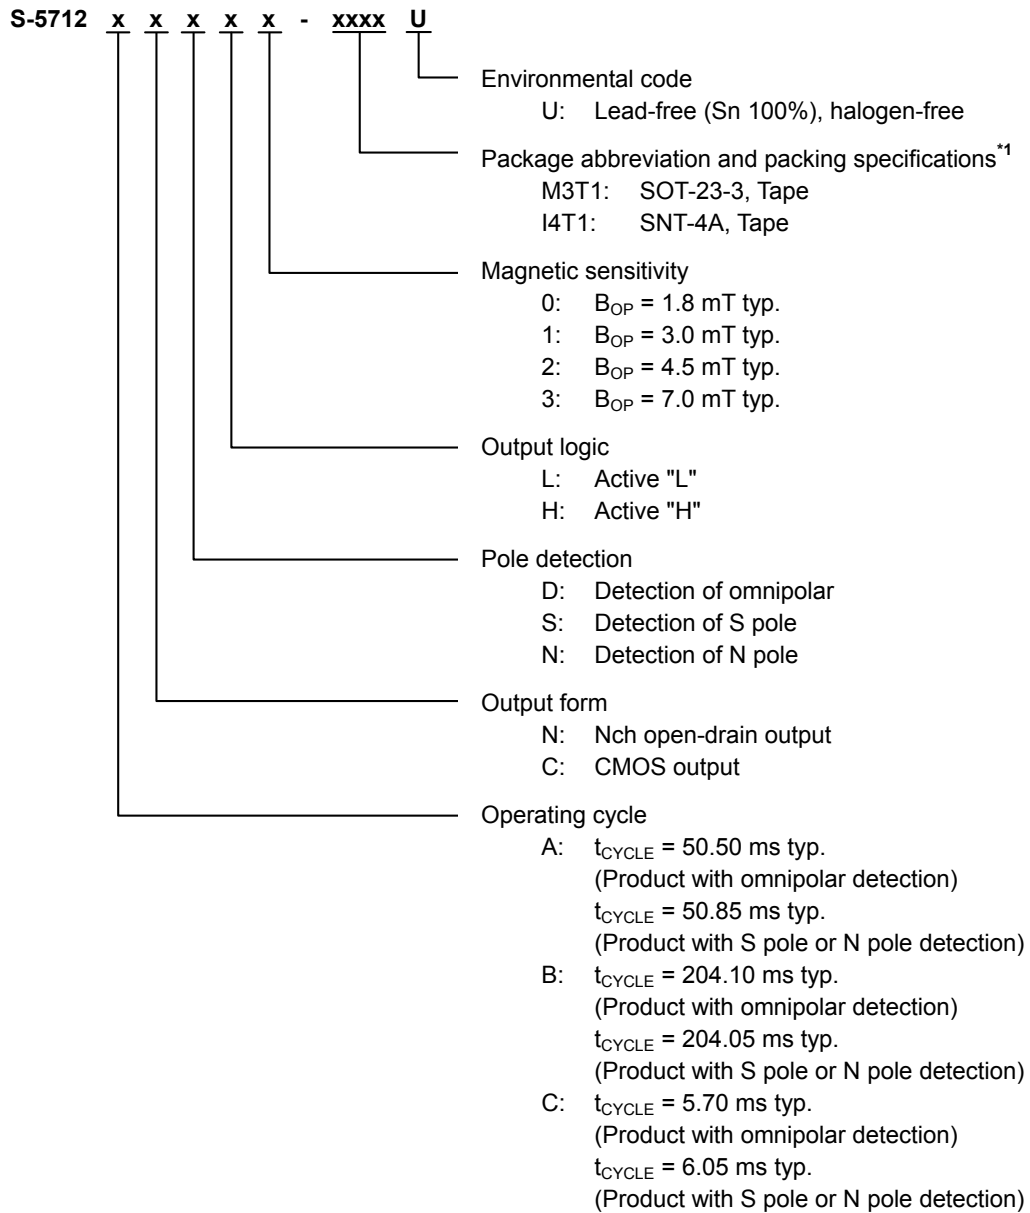 S-5712 x x x x x - xxxx U
Environmental code
U: Lead-free (Sn 100%), halogen-free
Package abbreviation and packing specifications*1
M3T1: SOT-23-3, Tape
I4T1: SNT-4A, Tape
Magnetic sensitivity
0: BOP = 1.8 mT typ.
1: BOP = 3.0 mT typ.
2: BOP = 4.5 mT typ.
3: BOP = 7.0 mT typ.
Output logic
L: Active "L"
H: Active "H"
Pole detection
D: Detection of omnipolar
S: Detection of S pole
N: Detection of N pole
Output form
N: Nch open-drain output
C: CMOS output
Operating cycle
A: tCYCLE = 50.50 ms typ.
(Product with omnipolar detection)
tCYCLE = 50.85 ms typ.
(Product with S pole or N pole detection)
B: tCYCLE = 204.10 ms typ.
(Product with omnipolar detection)
tCYCLE = 204.05 ms typ.
(Product with S pole or N pole detection)
C: tCYCLE = 5.70 ms typ.
(Product with omnipolar detection)
tCYCLE = 6.05 ms typ.
(Product with S pole or N pole detection)